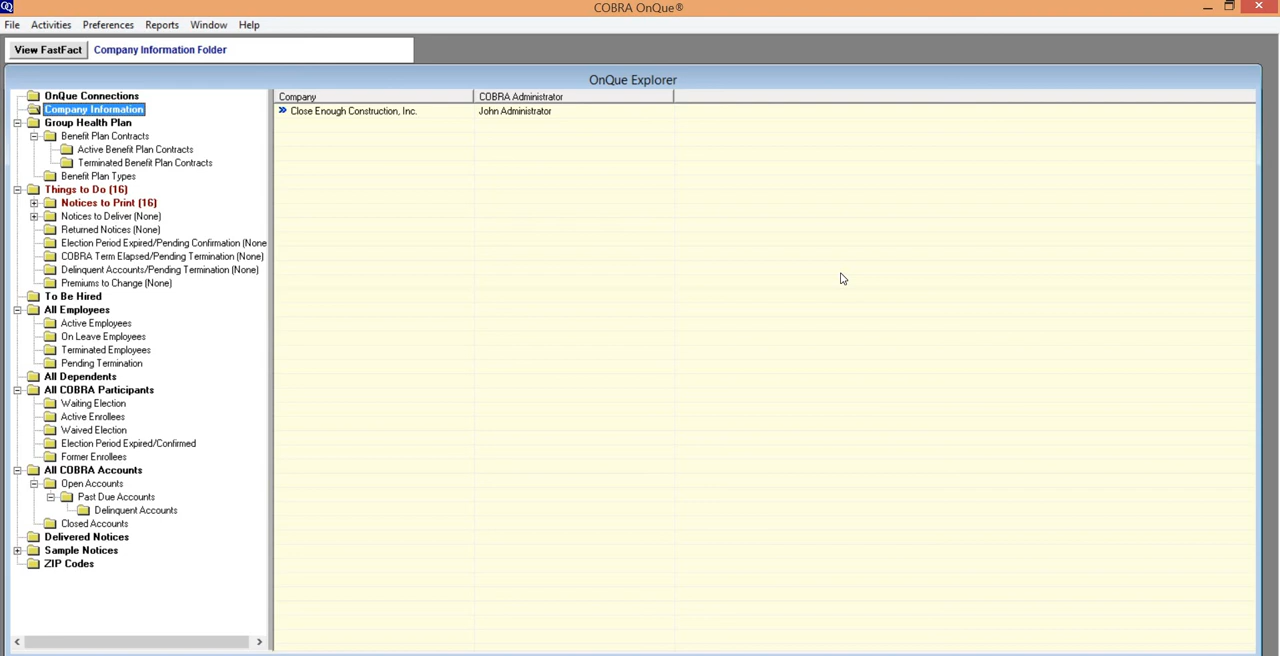 COBRA OnQue®
File Activities Preferences Reports Window Help
View FastFact Company Information Folder
OnQue Explorer
OnQue Connections
Company Information
Group Health Plan
Benefit Plan Contracts
Active Benefit Plan Contracts
Terminated Benefit Plan Contracts
Benefit Plan Types
Things to Do (16)
Notices to Print (16)
Notices to Deliver (None)
Returned Notices (None)
Election Period Expired/Pending Confirmation (None
COBRA Term Elapsed/Pending Termination (None)
Delinquent Accounts/Pending Termination (None)
Premiums to Change (None)
To Be Hired
All Employees
Active Employees
On Leave Employees
Terminated Employees
Pending Termination
All Dependents
All COBRA Participants
Waiting Election
Active Enrollees
Waived Election
Election Period Expired/Confirmed
Former Enrollees
All COBRA Accounts
Open Accounts
Past Due Accounts
Delinquent Accounts
Closed Accounts
Delivered Notices
Sample Notices
ZIP Codes
Company COBRA Administrator
Close Enough Construction, Inc. John Administrator